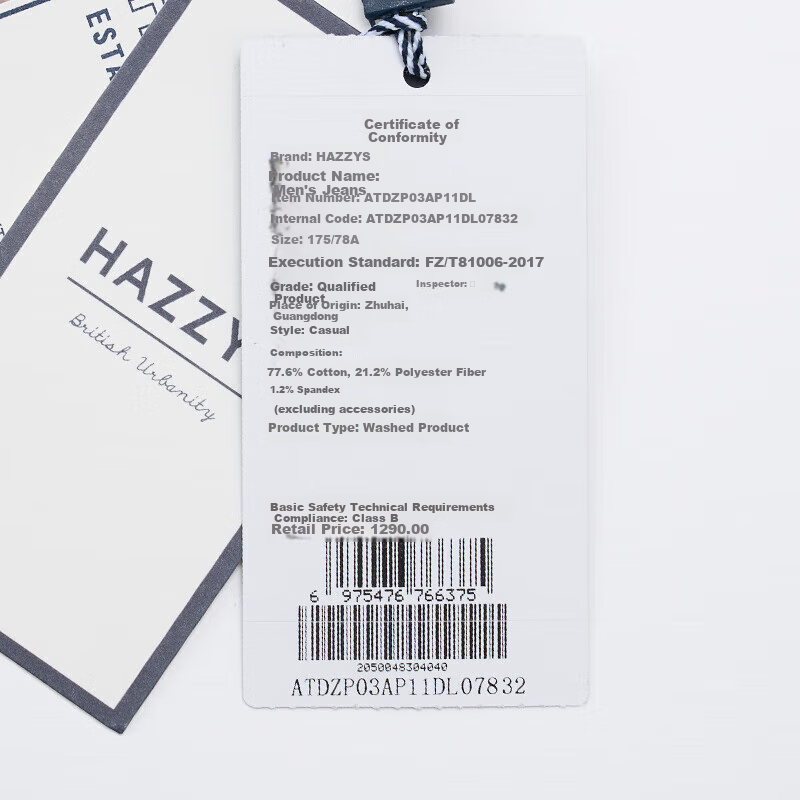 ESTA
HAZZY
British Urbanity
Certificate of
Conformity
Brand: HAZZYS
Product Name:
Men's Jeans
Item Number: ATDZP03AP11DL
Internal Code: ATDZP03AP11DL07832
Size: 175/78A
Execution Standard: FZ/T81006-2017
Grade: Qualified
Product
Inspector:
Place of Origin: Zhuhai,
Guangdong
Style: Casual
Composition:
77.6% Cotton, 21.2% Polyester Fiber
1.2% Spandex
(excluding accessories)
Product Type: Washed Product
Basic Safety Technical Requirements
Compliance: Class B
Retail Price: 1290.00
6 975476 766375
2050048304040
ATDZP03AP11DL07832